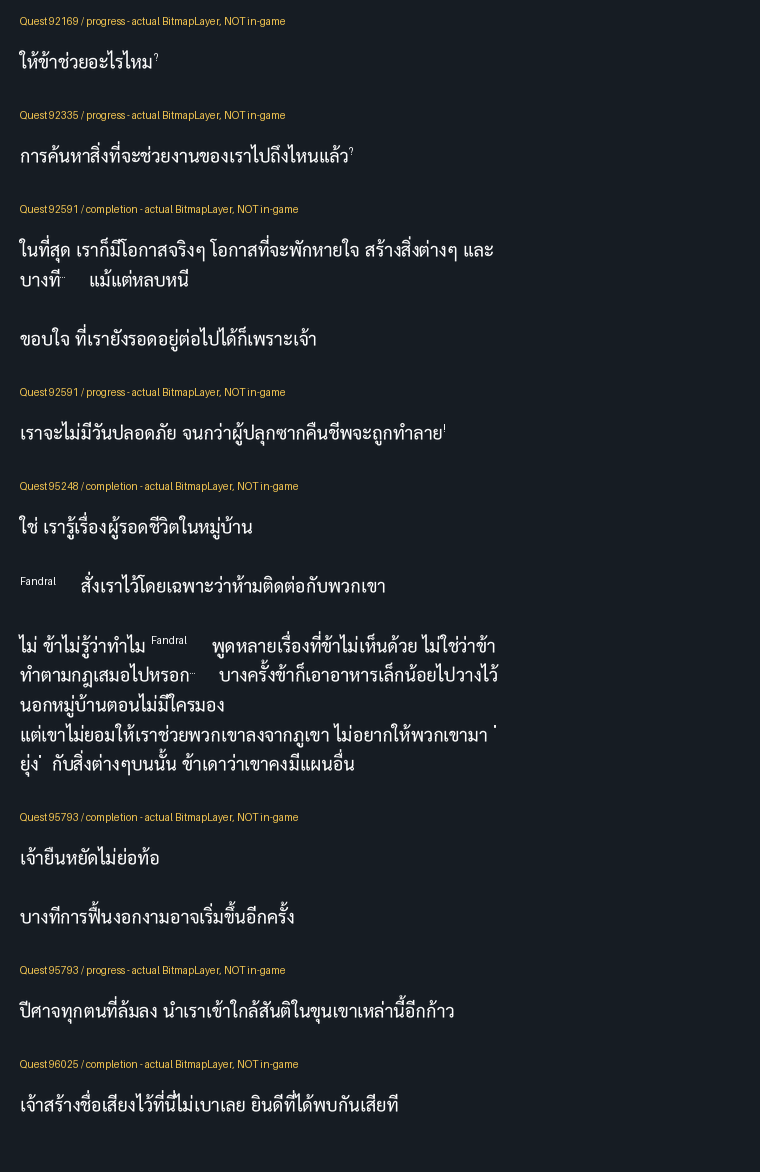 Quest 92169 / progress - actual BitmapLayer, NOT in-game
ให้ข้าช่วยอะไรไหม?
Quest 92335 / progress - actual BitmapLayer, NOT in-game
การค้นหาสิ่งที่จะช่วยงานของเราไปถึงไหนแล้ว?
Quest 92591 / completion - actual BitmapLayer, NOT in-game
ในที่สุด เราก็มีโอกาสจริงๆ โอกาสที่จะพักหายใจ สร้างสิ่งต่างๆ และ
บางที... แม้แต่หลบหนี
ขอบใจ ที่เรายังรอดอยู่ต่อไปได้ก็เพราะเจ้า
Quest 92591 / progress - actual BitmapLayer, NOT in-game
เราจะไม่มีวันปลอดภัย จนกว่าผู้ปลุกซากคืนชีพจะถูกทำลาย!
Quest 95248 / completion - actual BitmapLayer, NOT in-game
ใช่ เรารู้เรื่องผู้รอดชีวิตในหมู่บ้าน
Fandral สั่งเราไว้โดยเฉพาะว่าห้ามติดต่อกับพวกเขา
ไม่ ข้าไม่รู้ว่าทำไม Fandral พูดหลายเรื่องที่ข้าไม่เห็นด้วย ไม่ใช่ว่าข้า
ทำตามกฎเสมอไปหรอก... บางครั้งข้าก็เอาอาหารเล็กน้อยไปวางไว้
นอกหมู่บ้านตอนไม่มีใครมอง
แต่เขาไม่ยอมให้เราช่วยพวกเขาลงจากภูเขา ไม่อยากให้พวกเขามา '
ยุ่ง' กับสิ่งต่างๆบนนั้น ข้าเดาว่าเขาคงมีแผนอื่น
Quest 95793 / completion - actual BitmapLayer, NOT in-game
เจ้ายืนหยัดไม่ย่อท้อ
บางทีการฟื้นงอกงามอาจเริ่มขึ้นอีกครั้ง
Quest 95793 / progress - actual BitmapLayer, NOT in-game
ปีศาจทุกตนที่ล้มลง นำเราเข้าใกล้สันติในขุนเขาเหล่านี้อีกก้าว
Quest 96025 / completion - actual BitmapLayer, NOT in-game
เจ้าสร้างชื่อเสียงไว้ที่นี่ไม่เบาเลย ยินดีที่ได้พบกันเสียที